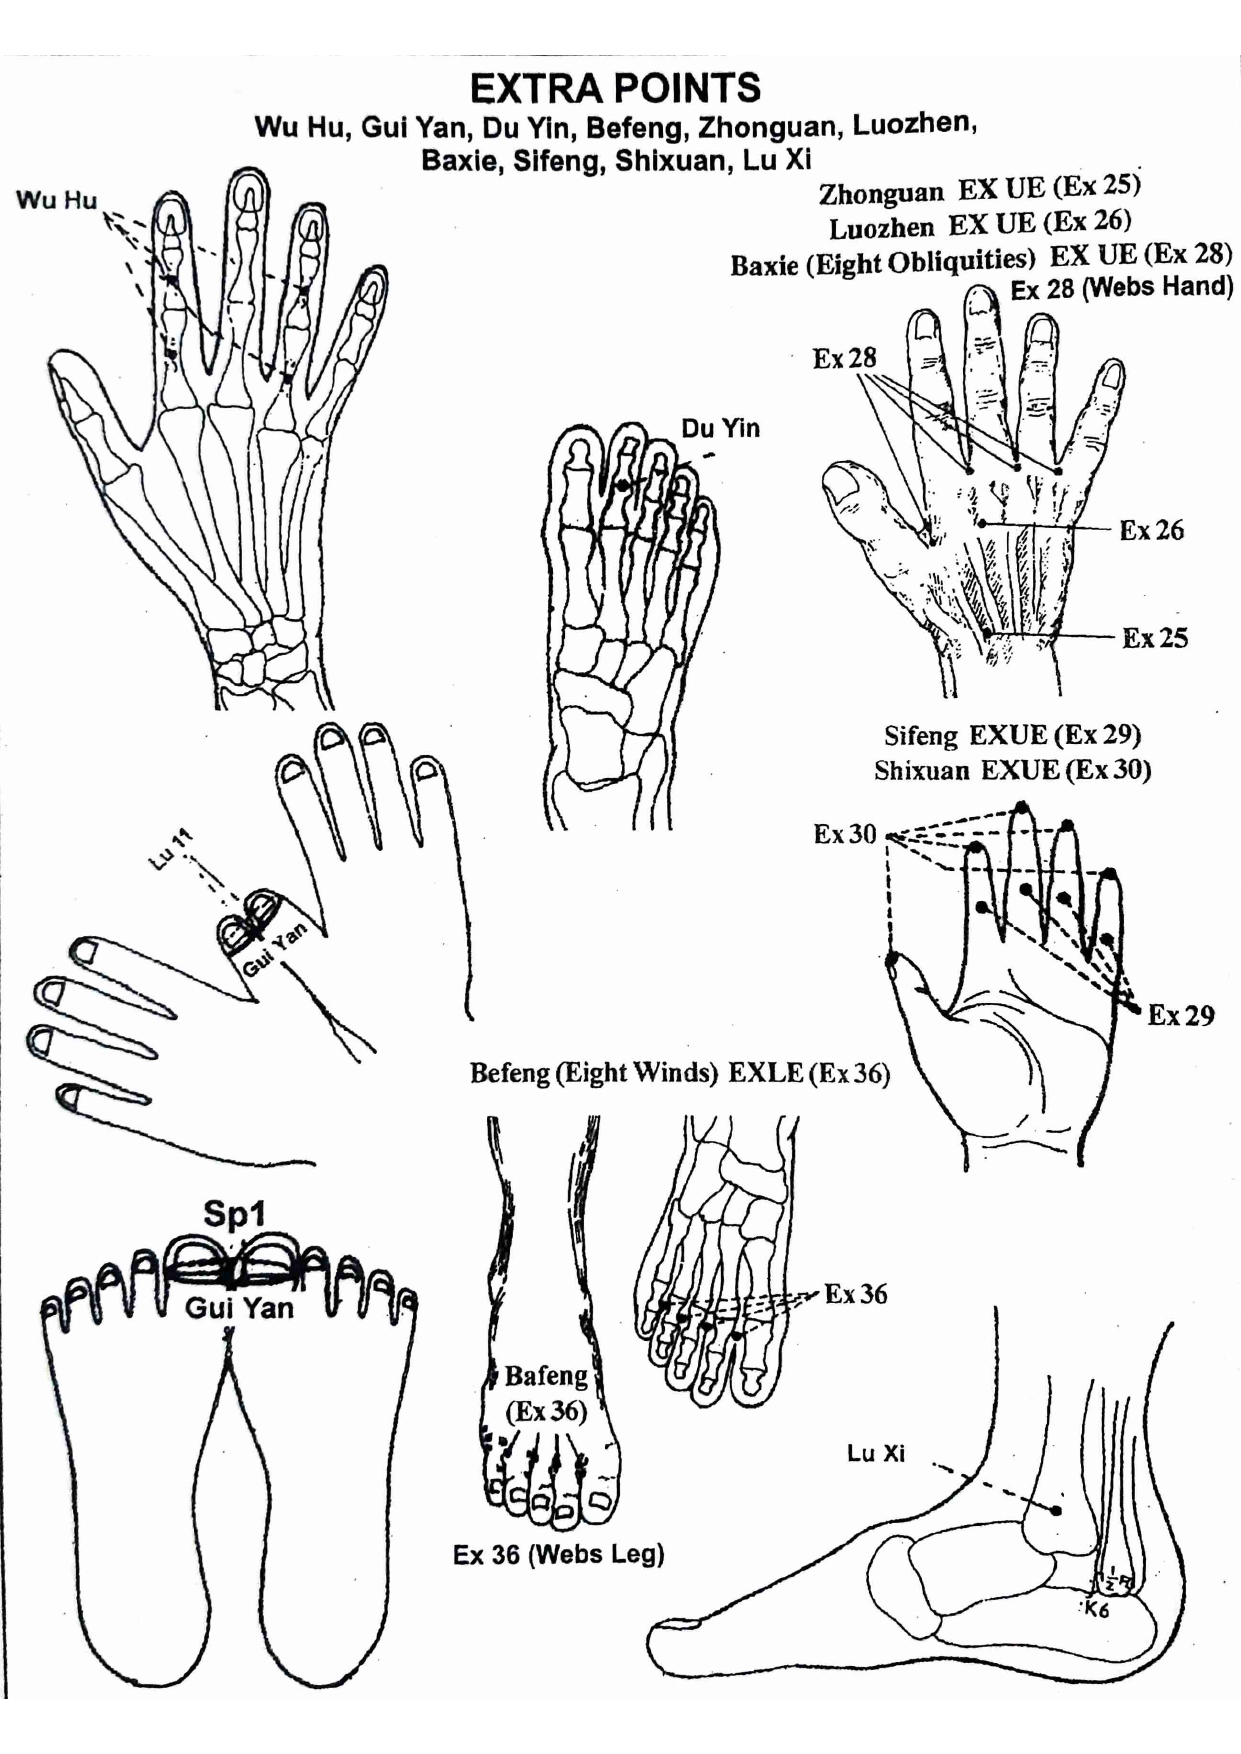 EXTRA POINTS
Wu Hu, Gui Yan, Du Yin, Befeng, Zhonguan, Luozhen,
Baxie, Sifeng, Shixuan, Lu Xi
Wu Hu
Zhonguan EX UE (Ex 25)
Luozhen EX UE (Ex 26)
Baxie (Eight Obliquities) EX UE (Ex 28)
Ex 28 (Webs Hand)
Ex 28
Du Yin
Ex 26
Ex 25
Sifeng EXUE (Ex 29)
Shixuan EXUE (Ex 30)
Lu 11
Gui Yan
Ex 30
Ex 29
Befeng (Eight Winds) EXLE (Ex 36)
Sp1
Gui Yan
Ex 36
Bafeng
(Ex 36)
Lu Xi
Ex 36 (Webs Leg)
K6